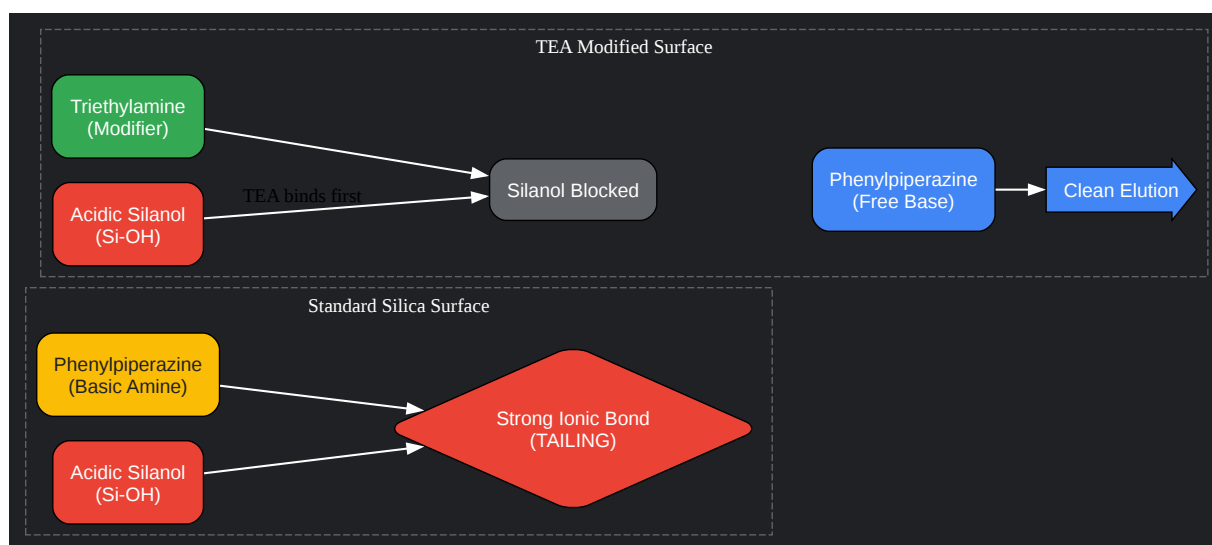 TEA Modified Surface
Triethylamine
(Modifier)
Acidic Silanol
(Si-OH)
TEA binds first
Silanol Blocked
Phenylpiperazine
(Free Base)
Clean Elution
Standard Silica Surface
Phenylpiperazine
(Basic Amine)
Acidic Silanol
(Si-OH)
Strong Ionic Bond
(TAILING)